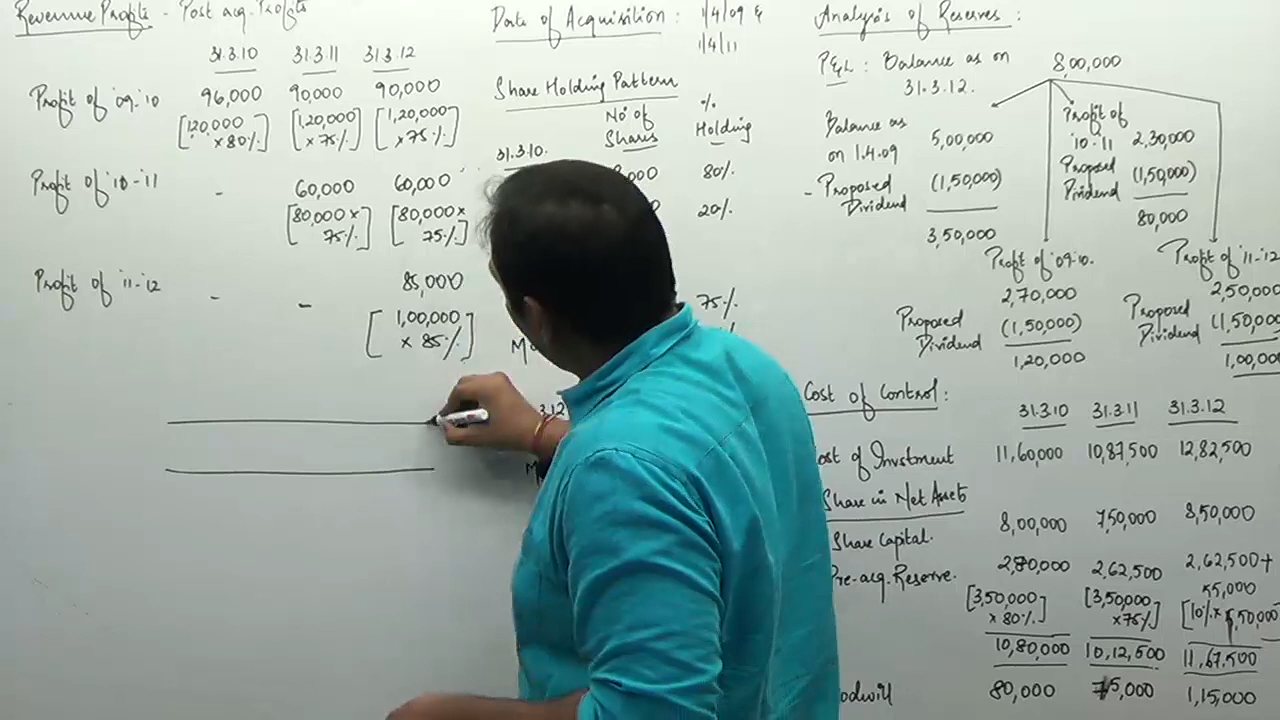 Revenue Profits - Post acq. Profits
31.3.10 31.3.11 31.3.12
Profit of '09-'10 96,000 90,000 90,000
[120,000 × 80%] [1,20,000 × 75%] [1,20,000 × 75%]
Profit of '10-'11 - 60,000 60,000
[80,000 × 75%] [80,000 × 75%]
Profit of '11-'12 - - 85,000
[1,00,000 × 85%]
Date of Acquisition : 1/4/09 &
1/4/11
Share Holding Pattern
No of Shares % Holding
31.3.10.
000 80%
20%
75%
M
3.12
M
Analysis of Reserves :
P&L : Balance as on 31.3.12. 8,00,000
Balance as on 1.4.09 5,00,000
- Proposed Dividend (1,50,000)
3,50,000
Profit of '10-11 2,30,000
Proposed Dividend (1,50,000)
80,000
Profit of '09-10.
2,70,000
Proposed Dividend (1,50,000)
1,20,000
Profit of '11-'12
2,50,000
Proposed Dividend (1,50,000
1,00,00
Cost of Control :
31.3.10 31.3.11 31.3.12
Cost of Invstment 11,60,000 10,87,500 12,82,500
Share in Net Assets
Share Capital. 8,00,000 7,50,000 8,50,000
Pre-acq. Reserve. 2,80,000 2,62,500 2,62,500+
55,000
[3,50,000 × 80%] [3,50,000 × 75%] [10% × 5,50,000
10,80,000 10,12,500 11,67,500
odwill 80,000 75,000 1,15,000